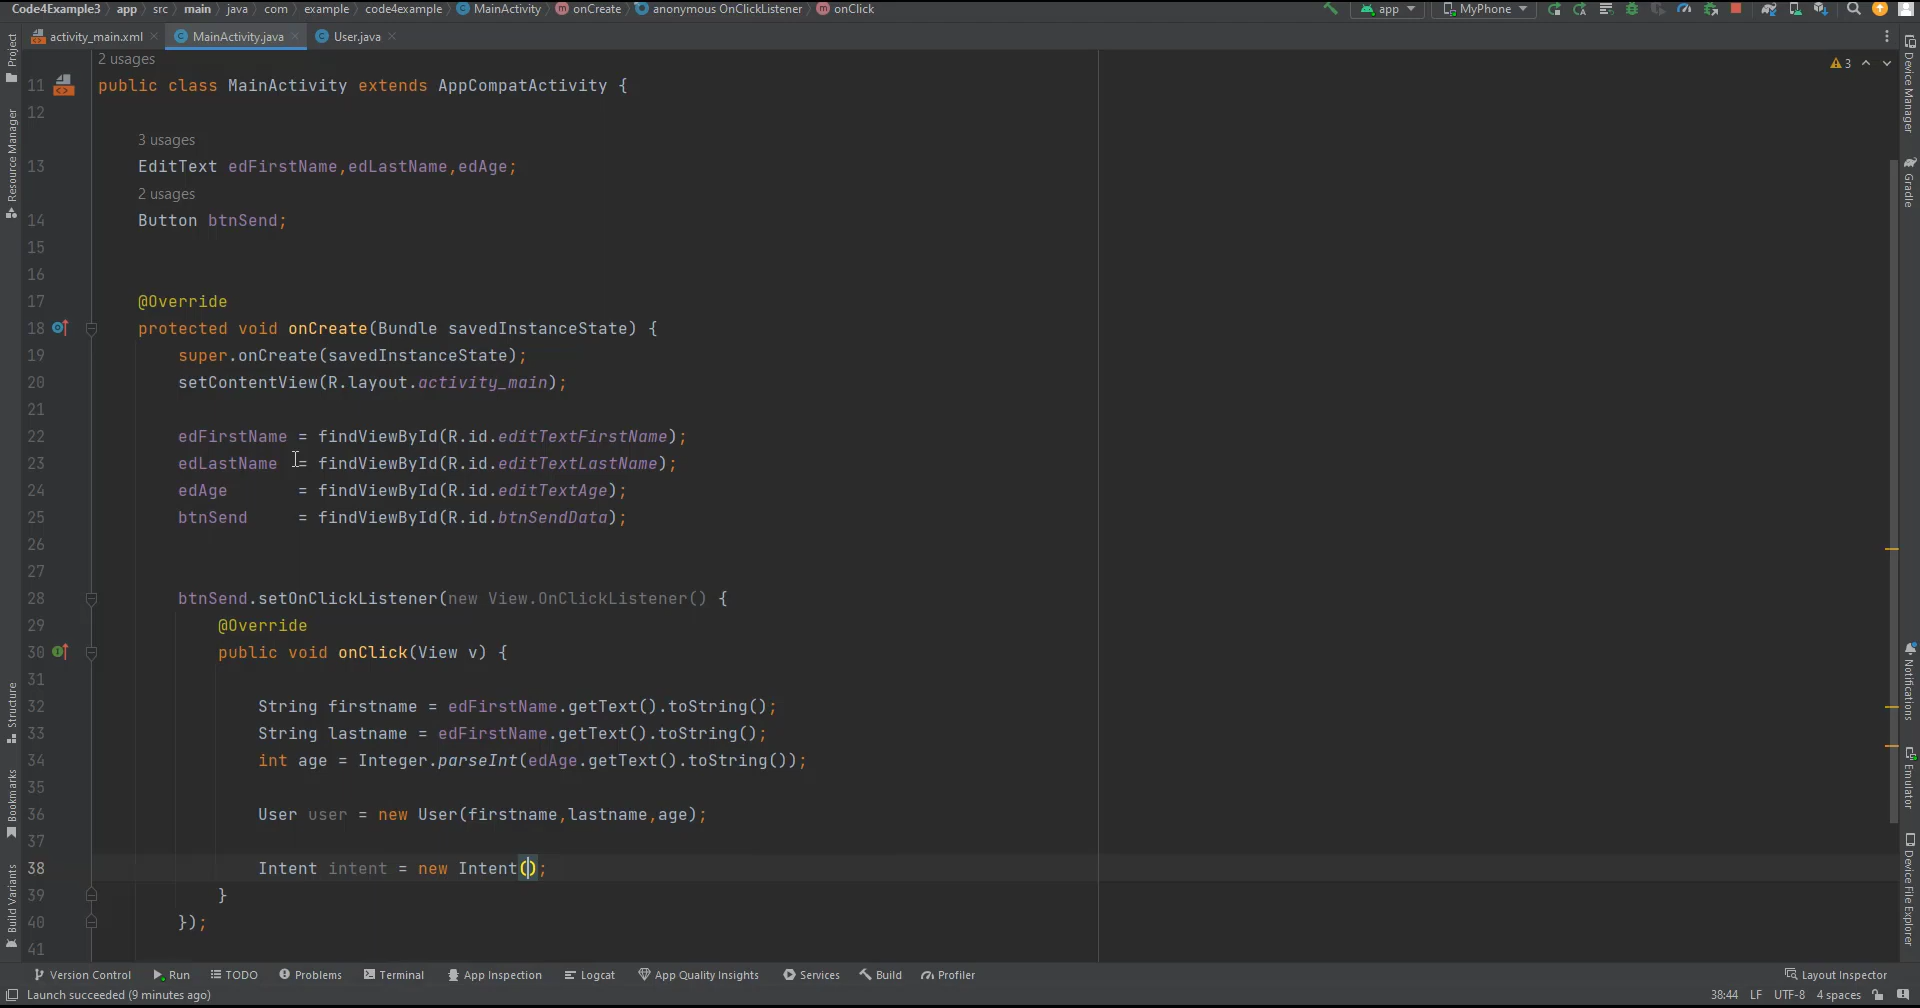 Code4Example3 app src main java com example code4example MainActivity onCreate anonymous OnClickListener onClick app MyPhone
activity_main.xml MainActivity.java User.java
2 usages
3
11 public class MainActivity extends AppCompatActivity {
12
3 usages
13 EditText edFirstName,edLastName,edAge;
2 usages
14 Button btnSend;
15
16
17 @Override
18 protected void onCreate(Bundle savedInstanceState) {
19 super.onCreate(savedInstanceState);
20 setContentView(R.layout.activity_main);
21
22 edFirstName = findViewById(R.id.editTextFirstName);
23 edLastName = findViewById(R.id.editTextLastName);
24 edAge = findViewById(R.id.editTextAge);
25 btnSend = findViewById(R.id.btnSendData);
26
27
28 btnSend.setOnClickListener(new View.OnClickListener() {
29 @Override
30 public void onClick(View v) {
31
32 String firstname = edFirstName.getText().toString();
33 String lastname = edFirstName.getText().toString();
34 int age = Integer.parseInt(edAge.getText().toString());
35
36 User user = new User(firstname,lastname,age);
37
38 Intent intent = new Intent();
39 }
40 });
41
Project
Resource Manager
Structure
Bookmarks
Build Variants
Device Manager
Gradle
Notifications
Emulator
Device File Explorer
Version Control Run TODO Problems Terminal App Inspection Logcat App Quality Insights Services Build Profiler Layout Inspector
Launch succeeded (9 minutes ago) 38:44 LF UTF-8 4 spaces